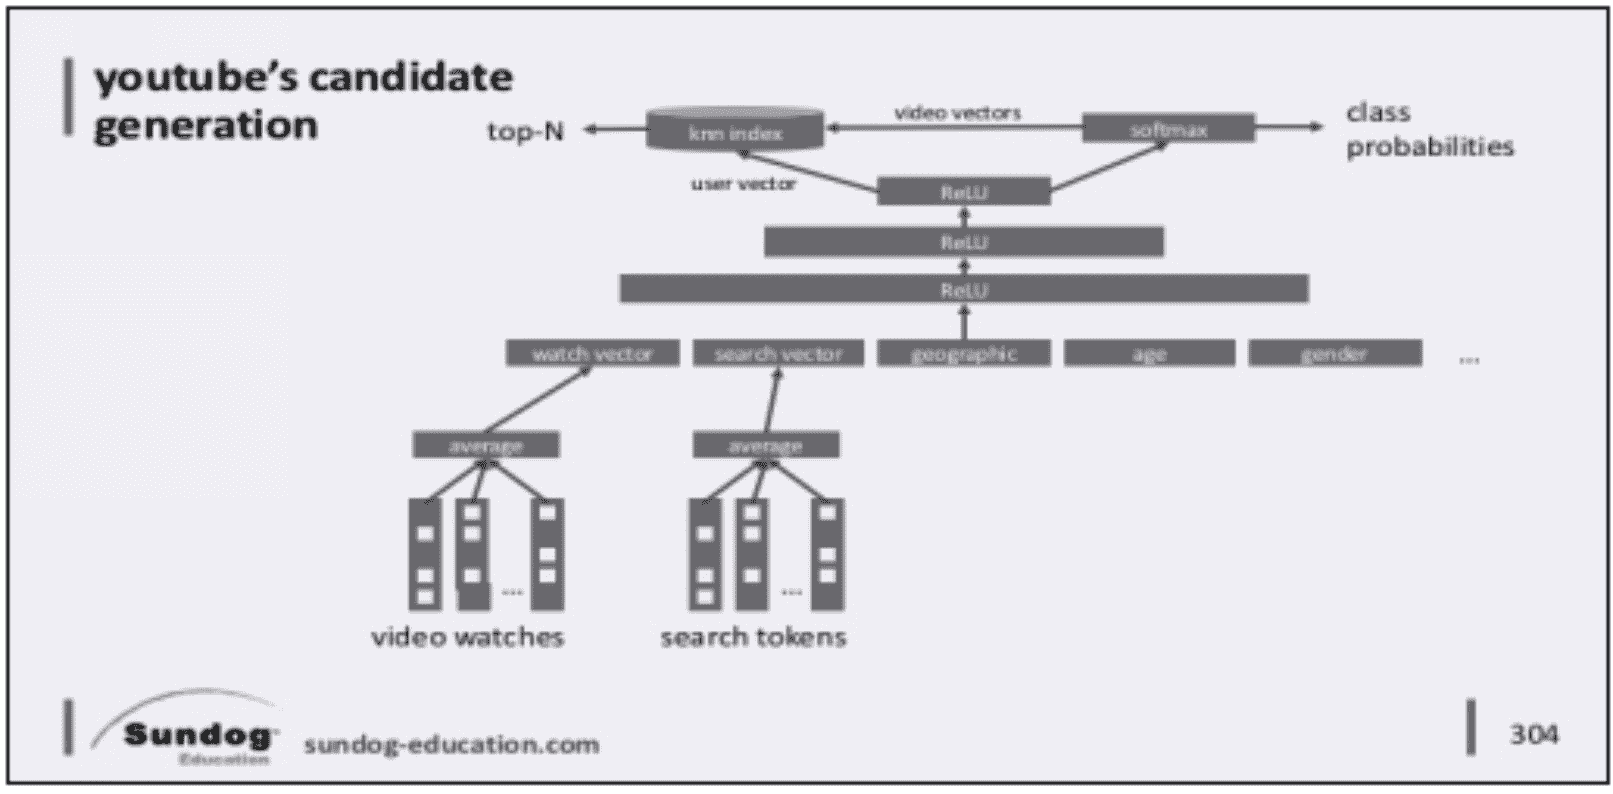 youtube's candidate
generation
top-N
knn index
video vectors
softmax
class
probabilities
user vector
ReLU
ReLU
ReLU
watch vector
search vector
geographic
age
gender
...
average
average
...
...
video watches
search tokens
Sundog
Education
sundog-education.com
304